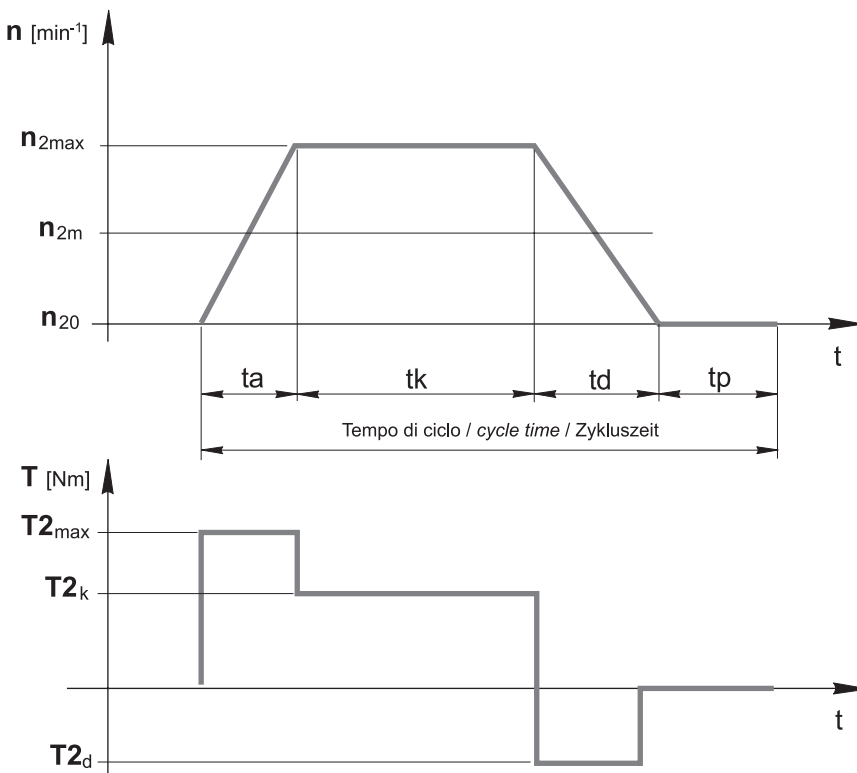 n [min⁻¹]
n2max
n2m
n20
t
ta tk td tp
Tempo di ciclo / cycle time / Zykluszeit
T [Nm]
T2max
T2k
t
T2d